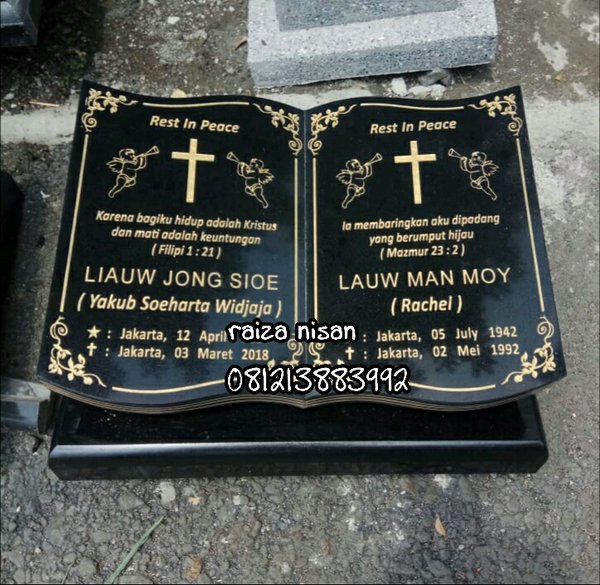 Rest In Peace
Karena bagiku hidup adalah Kristus
dan mati adalah keuntungan
( Filipi 1 : 21 )
LIAUW JONG SIOE
( Yakub Soeharta Widjaja )
★ : Jakarta, 12 April
✝ : Jakarta, 03 Maret 2018
Rest In Peace
Ia membaringkan aku dipadang
yang berumput hijau
( Mazmur 23 : 2 )
LAUW MAN MOY
( Rachel )
: Jakarta, 05 July 1942
✝ : Jakarta, 02 Mei 1992
raiza nisan
081213883992